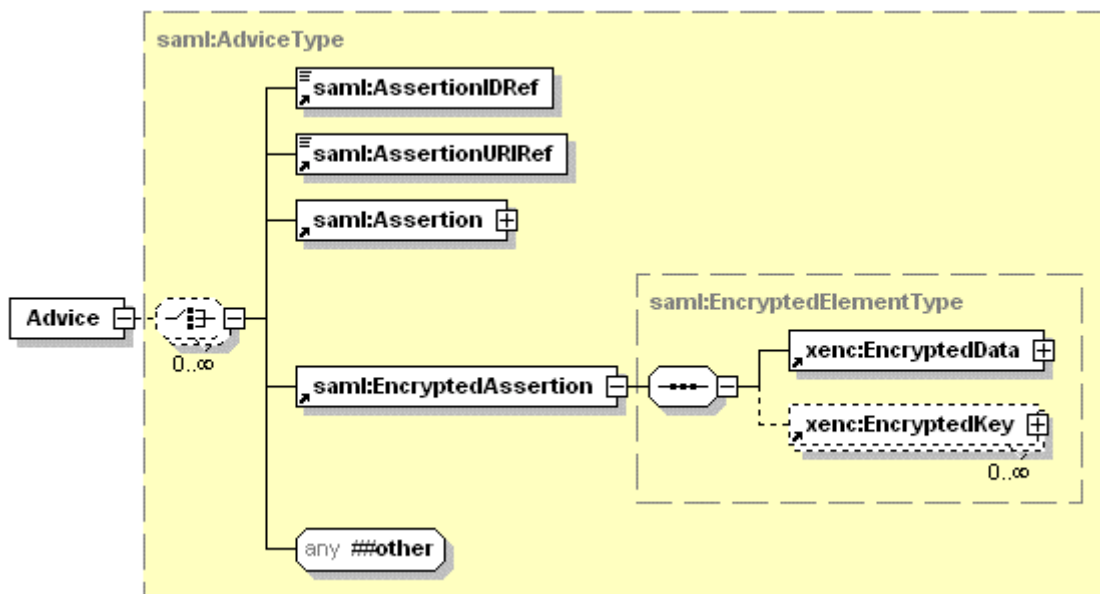 saml:AdviceType
saml:AssertionIDRef
saml:AssertionURIRef
saml:Assertion
saml:EncryptedElementType
Advice
xenc:EncryptedData
0..∞
saml:EncryptedAssertion
xenc:EncryptedKey
0..∞
any ##other